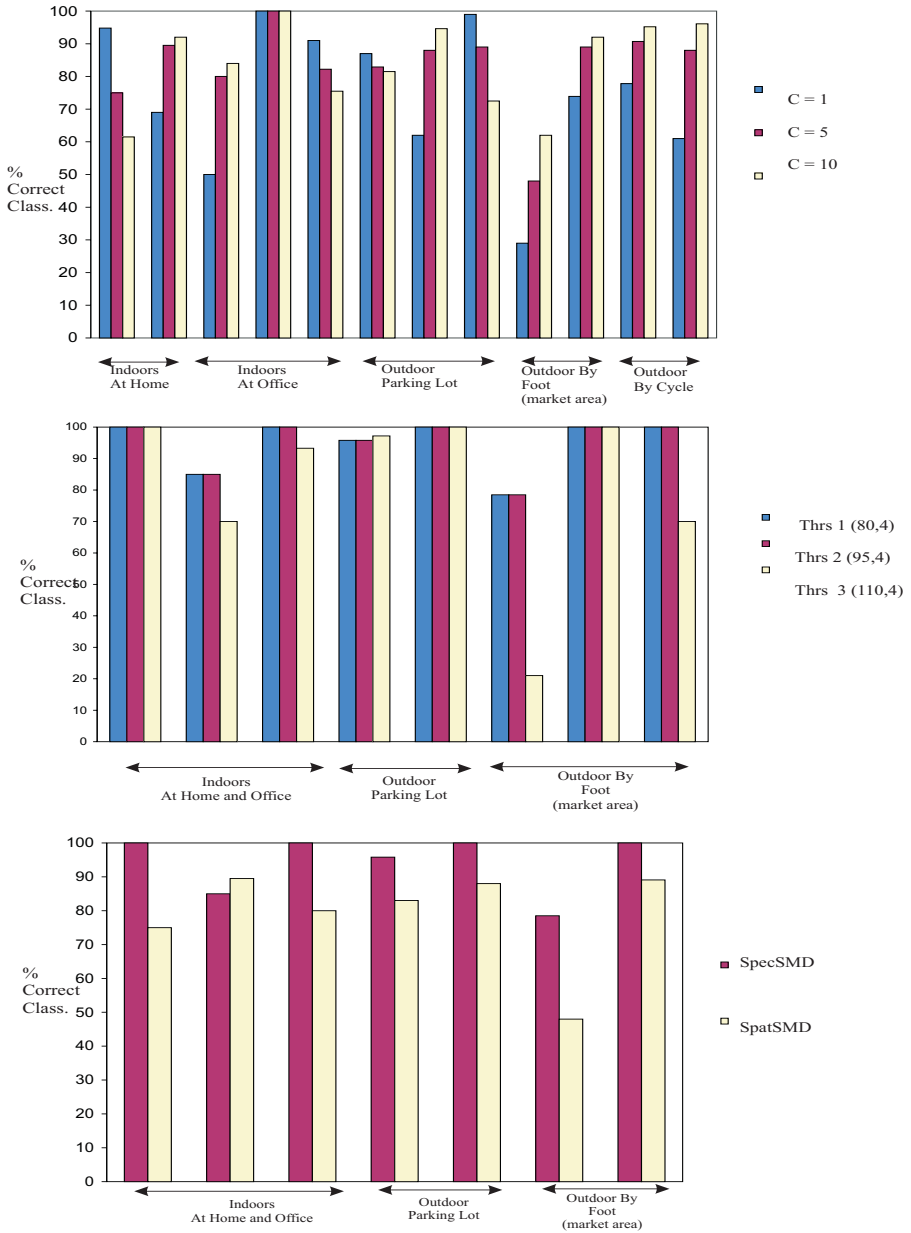 100
90
80
70
60
50
40
30
20
10
0
%
Correct
Class.
C = 1
C = 5
C = 10
Indoors
At Home
Indoors
At Office
Outdoor
Parking Lot
Outdoor By
Foot
(market area)
Outdoor
By Cycle
100
90
80
70
60
50
40
30
20
10
0
%
Correct
Class.
Thrs 1 (80,4)
Thrs 2 (95,4)
Thrs 3 (110,4)
Indoors
At Home and Office
Outdoor
Parking Lot
Outdoor By
Foot
(market area)
100
90
80
70
60
50
40
30
20
10
0
%
Correct
Class.
SpecSMD
SpatSMD
Indoors
At Home and Office
Outdoor
Parking Lot
Outdoor By
Foot
(market area)